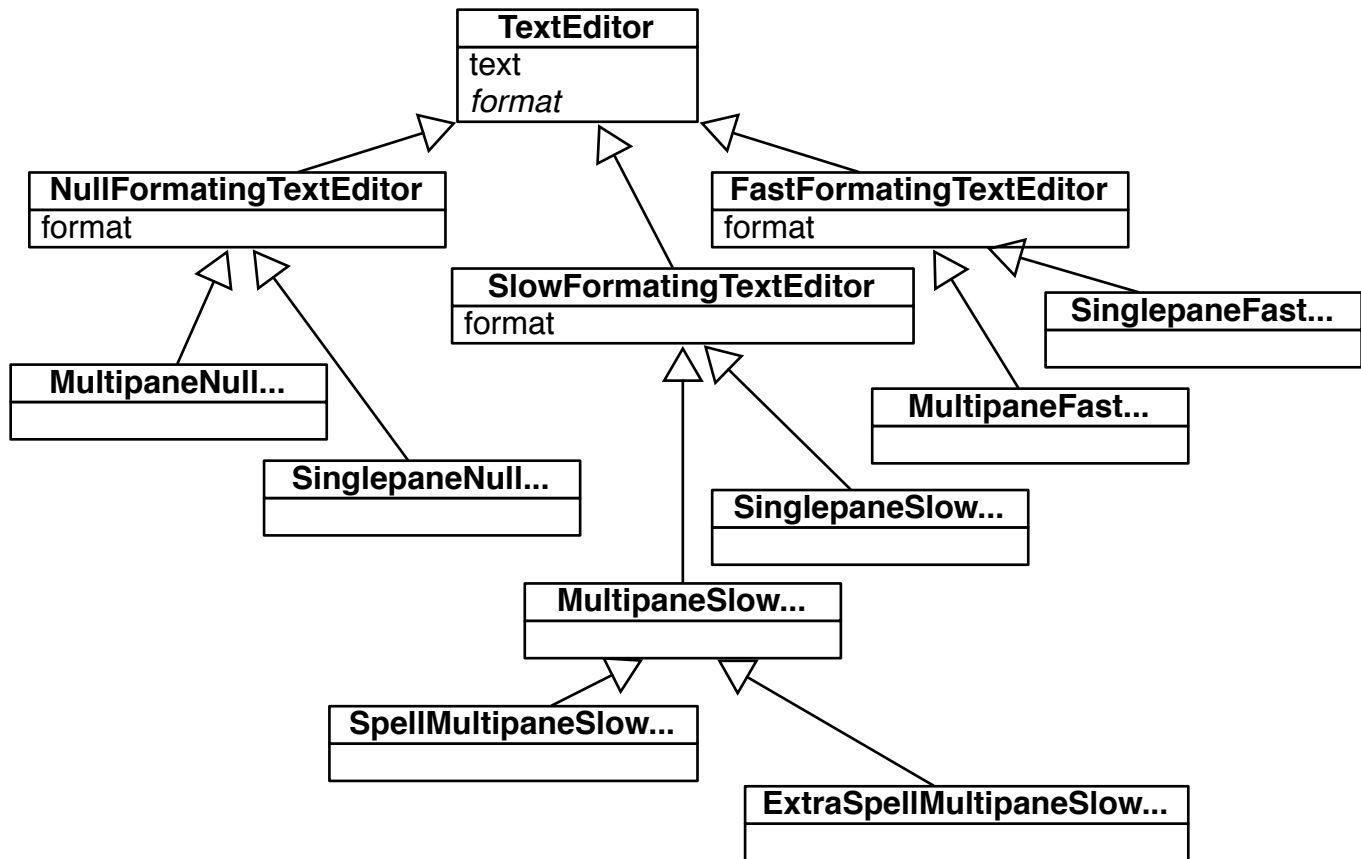 TextEditor
text
format
NullFormatingTextEditor
format
FastFormatingTextEditor
format
SlowFormatingTextEditor
format
SinglepaneFast...
MultipaneNull...
MultipaneFast...
SinglepaneNull...
SinglepaneSlow...
MultipaneSlow...
SpellMultipaneSlow...
ExtraSpellMultipaneSlow...